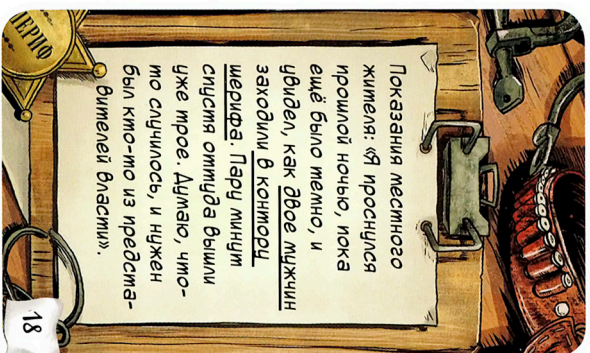 Показания местного
жителя: «Я проснулся
прошлой ночью, пока
ещё было темно, и
увидел, как двое мужчин
заходили в контору
шерифа. Пару минут
спустя оттуда вышли
уже трое. Думаю, что-
то случилось, и нужен
был кто-то из предста-
вителей власти».
ШЕРИФ
18